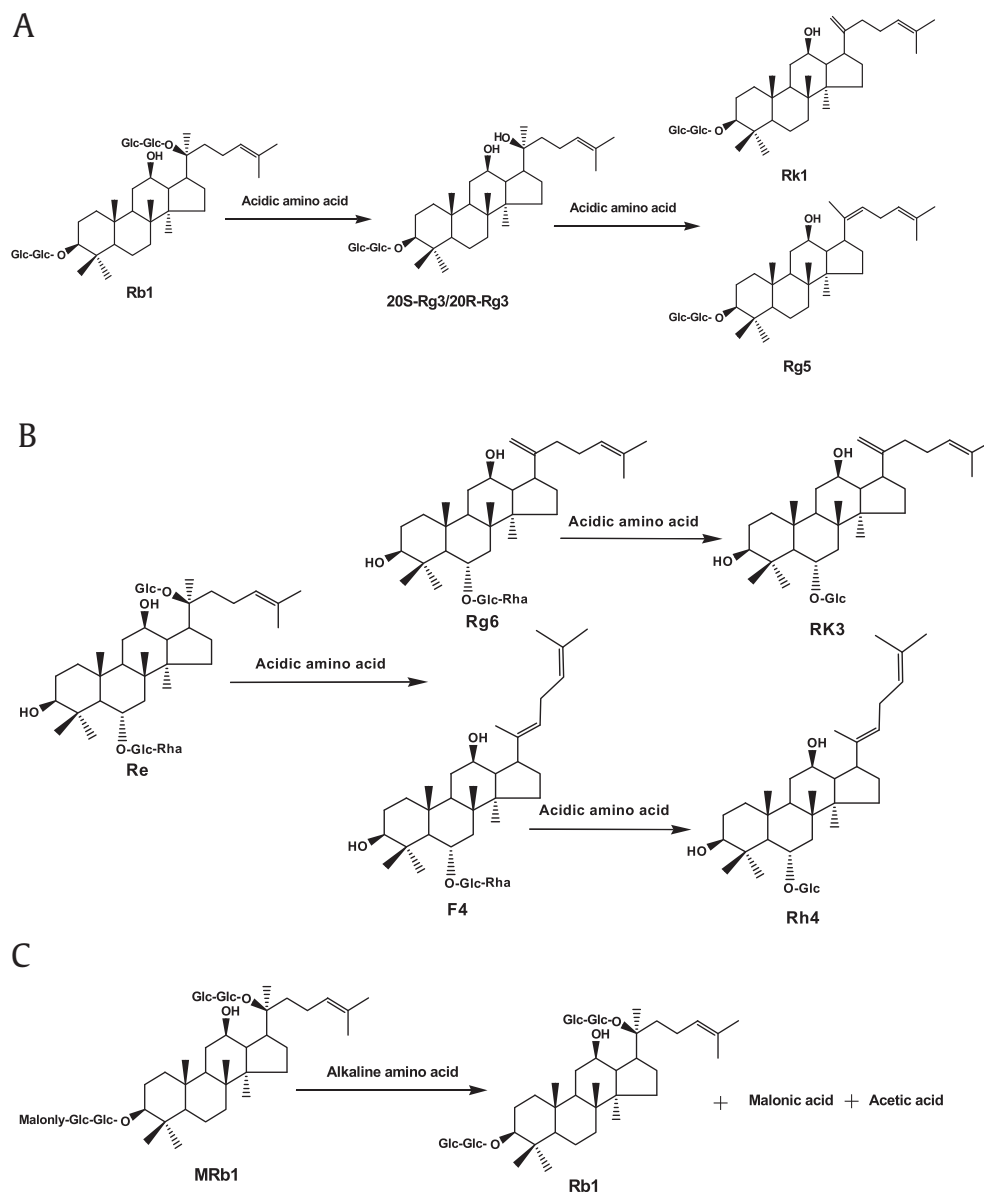 A
OH
Glc-Glc- O
Rk1
Glc-Glc-O
OH
Glc-Glc- O
Rb1
Acidic amino acid
HO
OH
Glc-Glc- O
20S-Rg3/20R-Rg3
Acidic amino acid
OH
Glc-Glc- O
Rg5
B
OH
HO
O-Glc-Rha
Rg6
Acidic amino acid
OH
HO
O-Glc
RK3
Glc-O
OH
HO
O-Glc-Rha
Re
Acidic amino acid
OH
HO
O-Glc-Rha
F4
Acidic amino acid
OH
HO
O-Glc
Rh4
C
Glc-Glc-O
OH
Malonly-Glc-Glc-O
MRb1
Alkaline amino acid
Glc-Glc-O
OH
Glc-Glc- O
Rb1
+ Malonic acid + Acetic acid